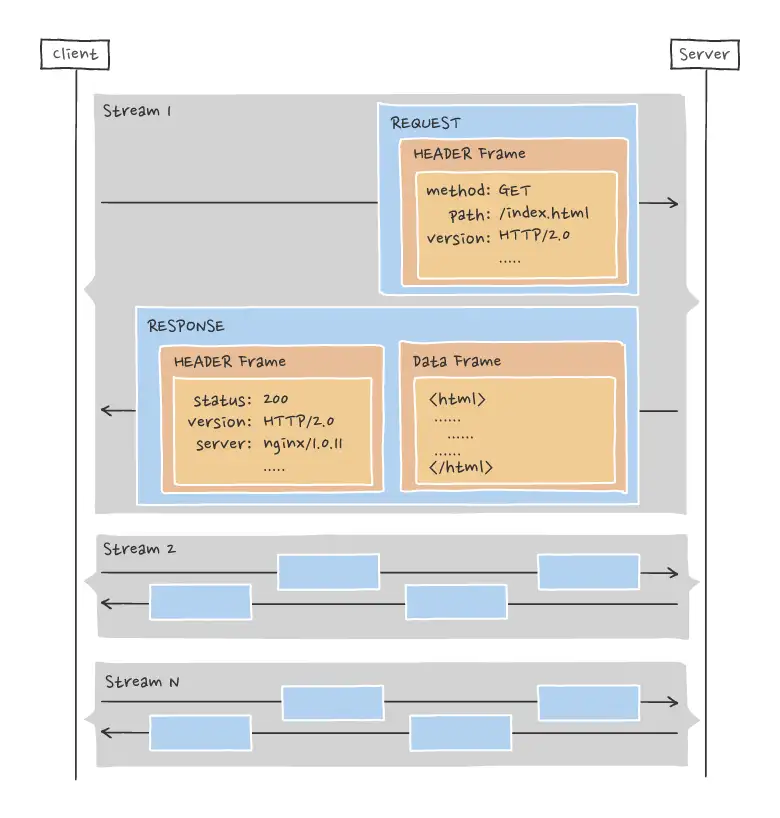 Client
Server
Stream 1
REQUEST
HEADER Frame
method: GET
path: /index.html
version: HTTP/2.0
.....
RESPONSE
HEADER Frame
status: 200
version: HTTP/2.0
server: nginx/1.0.11
.....
Data Frame
<html>
......
......
......
</html>
Stream 2
Stream N